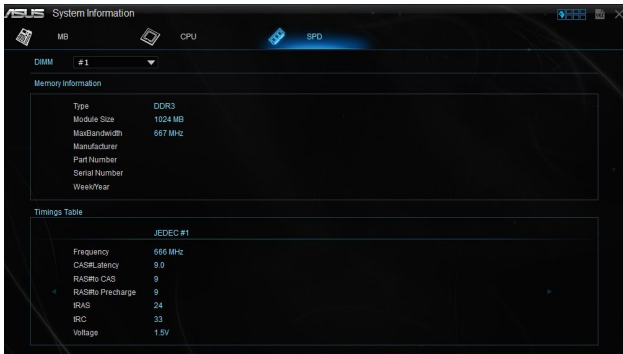 ASUS System Information
MB CPU SPD
DIMM #1
Memory Information
Type DDR3
Module Size 1024 MB
MaxBandwidth 667 MHz
Manufacturer
Part Number
Serial Number
Week/Year
Timings Table
JEDEC #1
Frequency 666 MHz
CAS#Latency 9.0
RAS#to CAS 9
RAS#to Precharge 9
tRAS 24
tRC 33
Voltage 1.5V